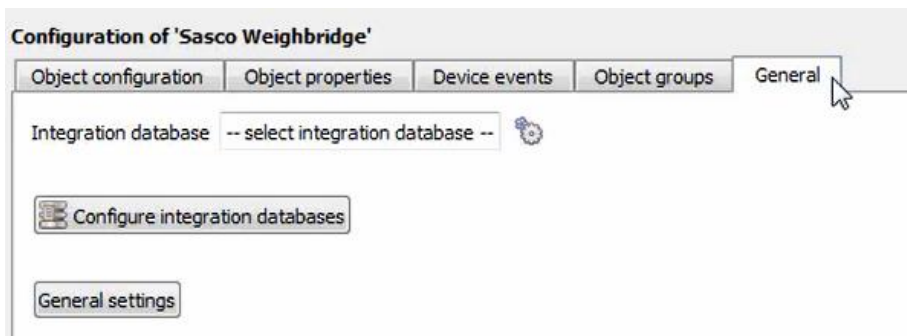 Configuration of 'Sasco Weighbridge'
Object configuration Object properties Device events Object groups General
Integration database -- select integration database --
Configure integration databases
General settings